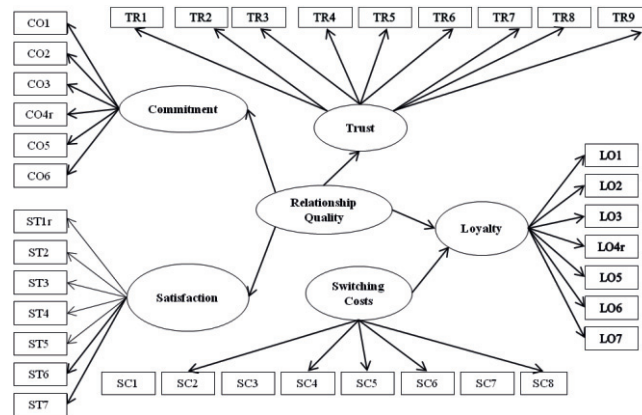 TR1 TR2 TR3 TR4 TR5 TR6 TR7 TR8 TR9
CO1
CO2
CO3
CO4r
CO5
CO6
Commitment
Trust
Relationship
Quality
Loyalty
LO1
LO2
LO3
LO4r
LO5
LO6
LO7
ST1r
ST2
ST3
ST4
ST5
ST6
ST7
Satisfaction
Switching
Costs
SC1 SC2 SC3 SC4 SC5 SC6 SC7 SC8